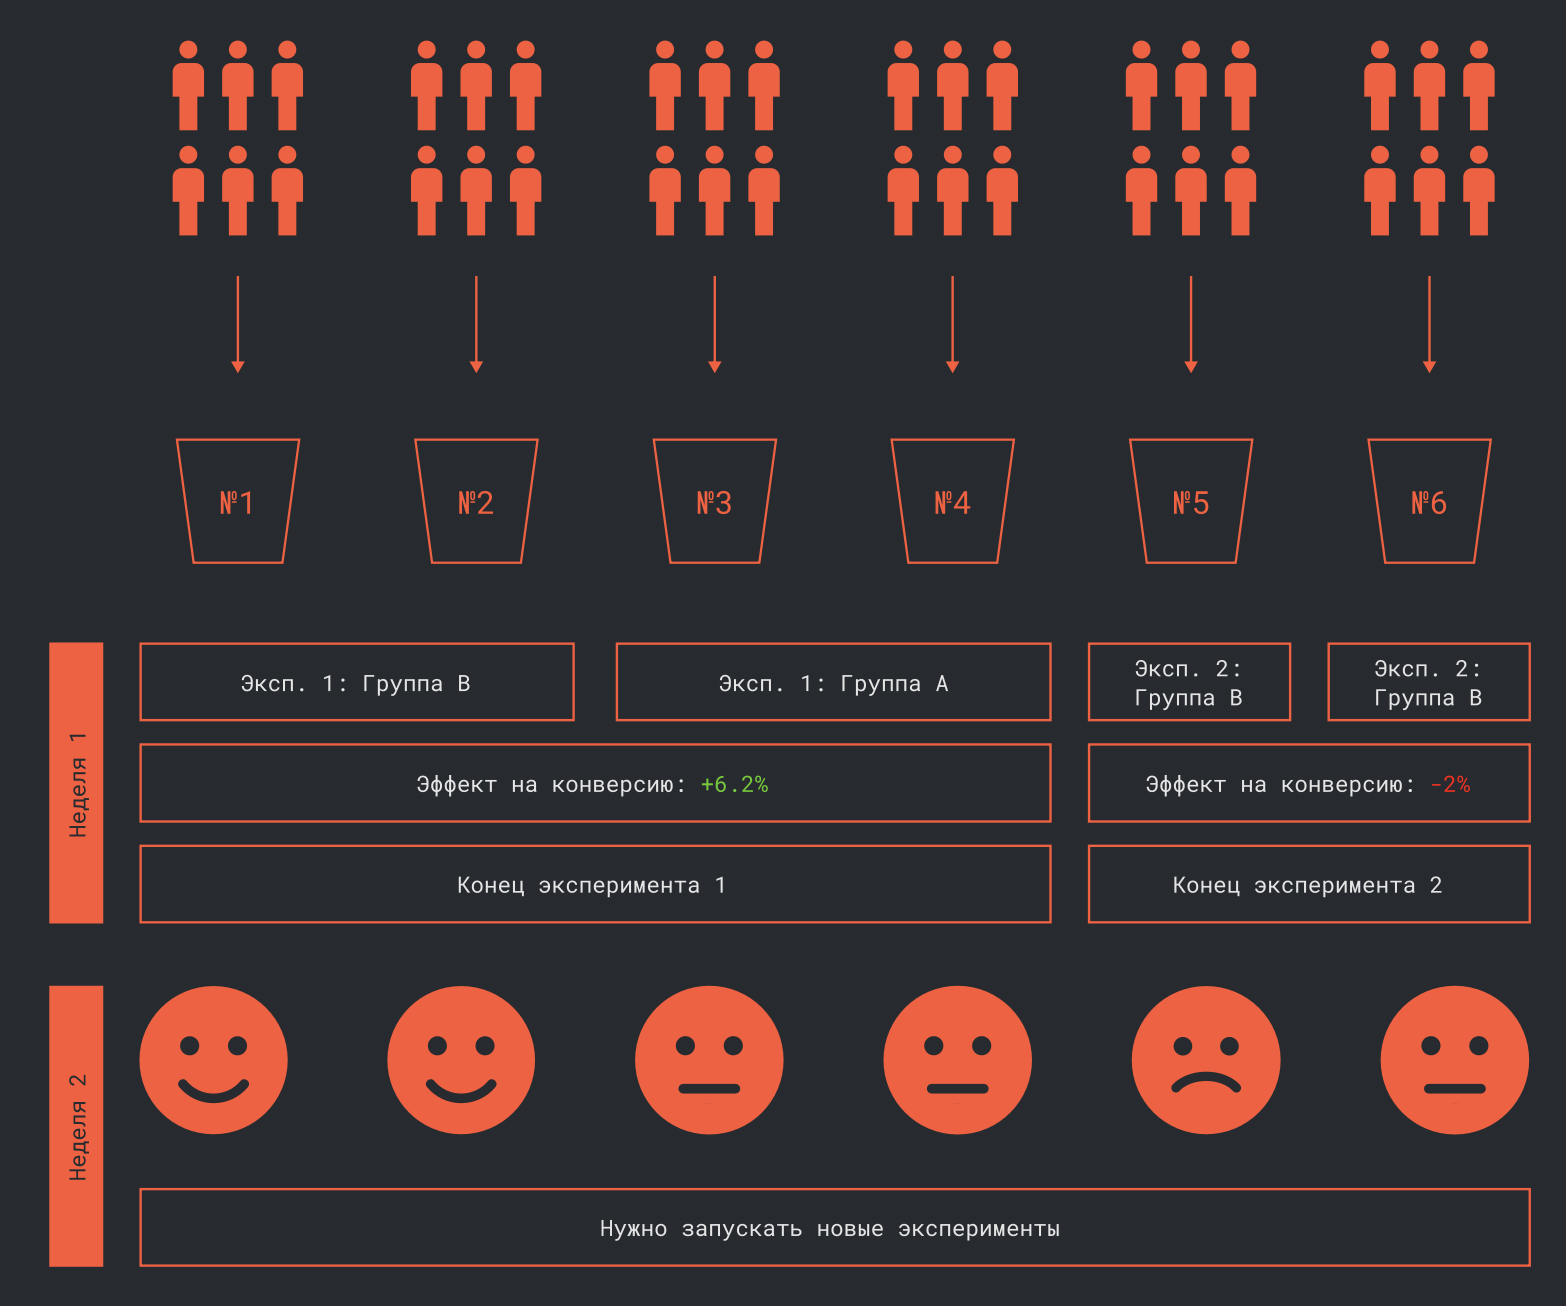 №1
№2
№3
№4
№5
№6
Неделя 1
Эксп. 1: Группа B
Эксп. 1: Группа A
Эксп. 2:
Группа B
Эксп. 2:
Группа B
Эффект на конверсию: +6.2%
Эффект на конверсию: -2%
Конец эксперимента 1
Конец эксперимента 2
Неделя 2
Нужно запускать новые эксперименты